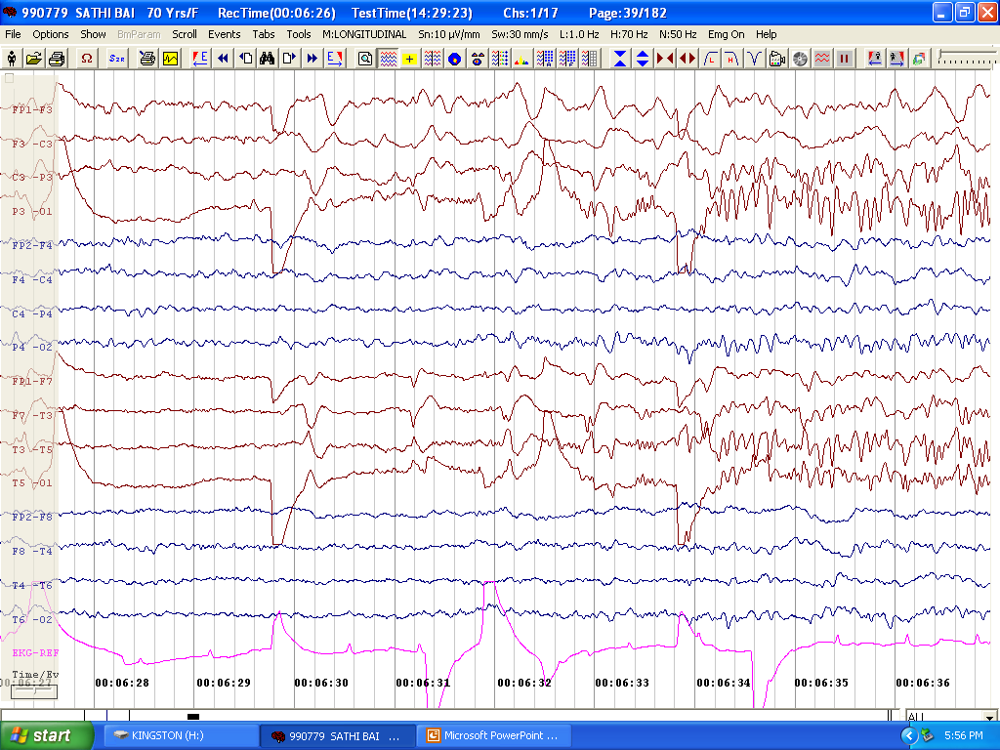 990779 SATHI BAI 70 Yrs/F RecTime(00:06:26) TestTime(14:29:23) Chs:1/17 Page:39/182
File Options Show BmParam Scroll Events Tabs Tools M:LONGITUDINAL Sn:10 µV/mm Sw:30 mm/s L:1.0 Hz H:70 Hz N:50 Hz Emg On Help
FP1-F3
F3 -C3
C3 -P3
P3 -O1
FP2-F4
F4 -C4
C4 -P4
P4 -O2
FP1-F7
F7 -T3
T3 -T5
T5 -O1
FP2-F8
F8 -T4
T4 -T6
T6 -O2
EKG-REF
Time/Ev
00:06:27 00:06:28 00:06:29 00:06:30 00:06:31 00:06:32 00:06:33 00:06:34 00:06:35 00:06:36
ALL
start KINGSTON (H:) 990779 SATHI BAI ... Microsoft PowerPoint ... 5:56 PM